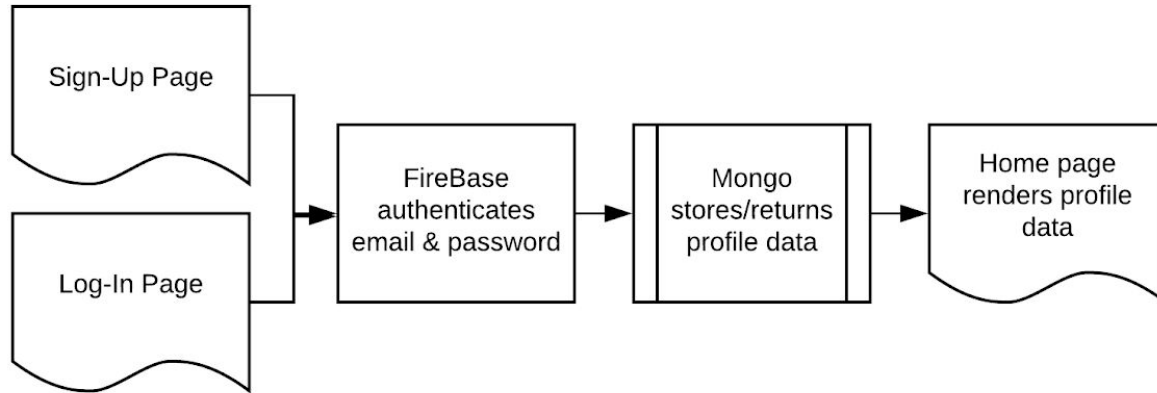 Sign-Up Page
Log-In Page
FireBase
authenticates
email & password
Mongo
stores/returns
profile data
Home page
renders profile
data